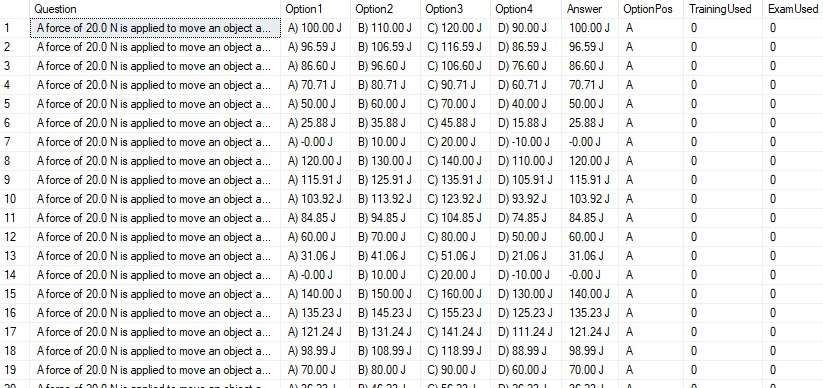 Question Option1 Option2 Option3 Option4 Answer OptionPos TrainingUsed ExamUsed
1 A force of 20.0 N is applied to move an object a... A) 100.00 J B) 110.00 J C) 120.00 J D) 90.00 J 100.00 J A 0 0
2 A force of 20.0 N is applied to move an object a... A) 96.59 J B) 106.59 J C) 116.59 J D) 86.59 J 96.59 J A 0 0
3 A force of 20.0 N is applied to move an object a... A) 86.60 J B) 96.60 J C) 106.60 J D) 76.60 J 86.60 J A 0 0
4 A force of 20.0 N is applied to move an object a... A) 70.71 J B) 80.71 J C) 90.71 J D) 60.71 J 70.71 J A 0 0
5 A force of 20.0 N is applied to move an object a... A) 50.00 J B) 60.00 J C) 70.00 J D) 40.00 J 50.00 J A 0 0
6 A force of 20.0 N is applied to move an object a... A) 25.88 J B) 35.88 J C) 45.88 J D) 15.88 J 25.88 J A 0 0
7 A force of 20.0 N is applied to move an object a... A) -0.00 J B) 10.00 J C) 20.00 J D) -10.00 J -0.00 J A 0 0
8 A force of 20.0 N is applied to move an object a... A) 120.00 J B) 130.00 J C) 140.00 J D) 110.00 J 120.00 J A 0 0
9 A force of 20.0 N is applied to move an object a... A) 115.91 J B) 125.91 J C) 135.91 J D) 105.91 J 115.91 J A 0 0
10 A force of 20.0 N is applied to move an object a... A) 103.92 J B) 113.92 J C) 123.92 J D) 93.92 J 103.92 J A 0 0
11 A force of 20.0 N is applied to move an object a... A) 84.85 J B) 94.85 J C) 104.85 J D) 74.85 J 84.85 J A 0 0
12 A force of 20.0 N is applied to move an object a... A) 60.00 J B) 70.00 J C) 80.00 J D) 50.00 J 60.00 J A 0 0
13 A force of 20.0 N is applied to move an object a... A) 31.06 J B) 41.06 J C) 51.06 J D) 21.06 J 31.06 J A 0 0
14 A force of 20.0 N is applied to move an object a... A) -0.00 J B) 10.00 J C) 20.00 J D) -10.00 J -0.00 J A 0 0
15 A force of 20.0 N is applied to move an object a... A) 140.00 J B) 150.00 J C) 160.00 J D) 130.00 J 140.00 J A 0 0
16 A force of 20.0 N is applied to move an object a... A) 135.23 J B) 145.23 J C) 155.23 J D) 125.23 J 135.23 J A 0 0
17 A force of 20.0 N is applied to move an object a... A) 121.24 J B) 131.24 J C) 141.24 J D) 111.24 J 121.24 J A 0 0
18 A force of 20.0 N is applied to move an object a... A) 98.99 J B) 108.99 J C) 118.99 J D) 88.99 J 98.99 J A 0 0
19 A force of 20.0 N is applied to move an object a... A) 70.00 J B) 80.00 J C) 90.00 J D) 60.00 J 70.00 J A 0 0